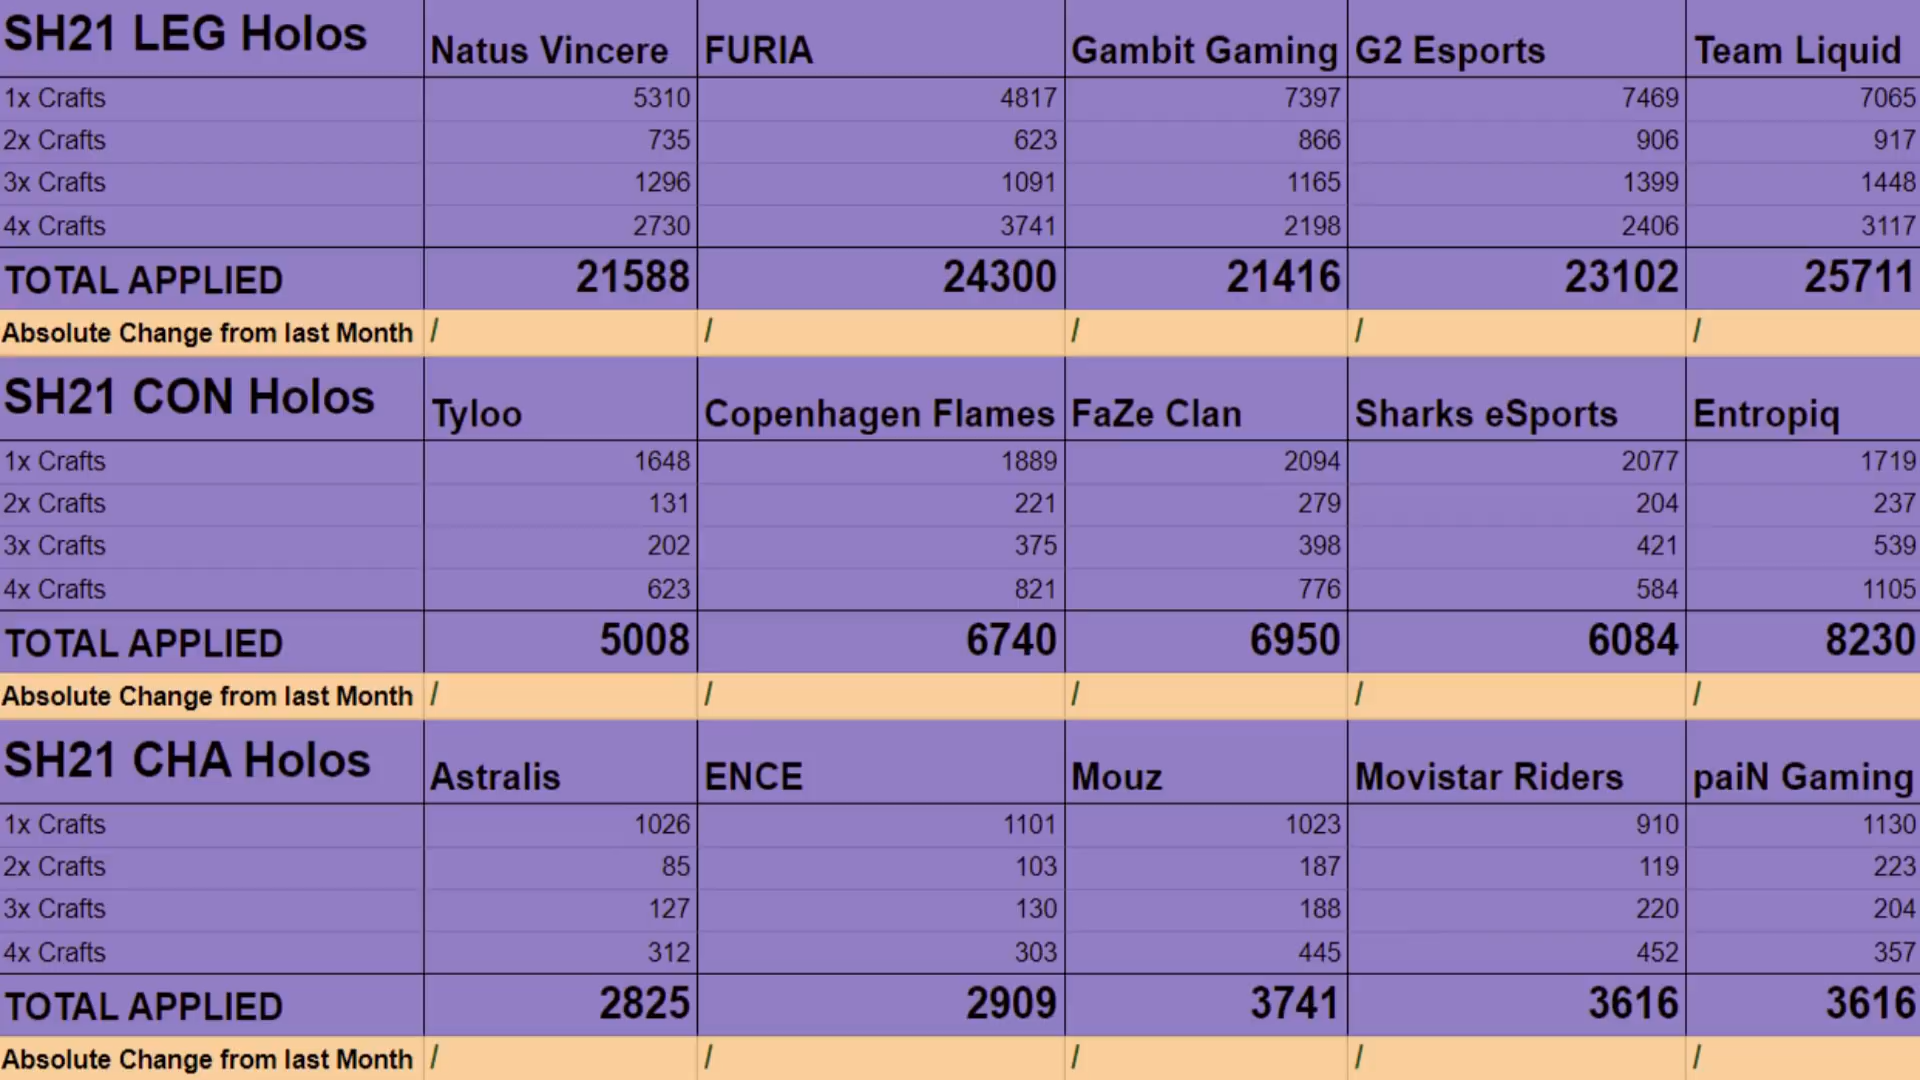 SH21 LEG Holos Natus Vincere FURIA Gambit Gaming G2 Esports Team Liquid
1x Crafts 5310 4817 7397 7469 7065
2x Crafts 735 623 866 906 917
3x Crafts 1296 1091 1165 1399 1448
4x Crafts 2730 3741 2198 2406 3117
TOTAL APPLIED 21588 24300 21416 23102 25711
Absolute Change from last Month / / / / /
SH21 CON Holos Tyloo Copenhagen Flames FaZe Clan Sharks eSports Entropiq
1x Crafts 1648 1889 2094 2077 1719
2x Crafts 131 221 279 204 237
3x Crafts 202 375 398 421 539
4x Crafts 623 821 776 584 1105
TOTAL APPLIED 5008 6740 6950 6084 8230
Absolute Change from last Month / / / / /
SH21 CHA Holos Astralis ENCE Mouz Movistar Riders paiN Gaming
1x Crafts 1026 1101 1023 910 1130
2x Crafts 85 103 187 119 223
3x Crafts 127 130 188 220 204
4x Crafts 312 303 445 452 357
TOTAL APPLIED 2825 2909 3741 3616 3616
Absolute Change from last Month / / / / /